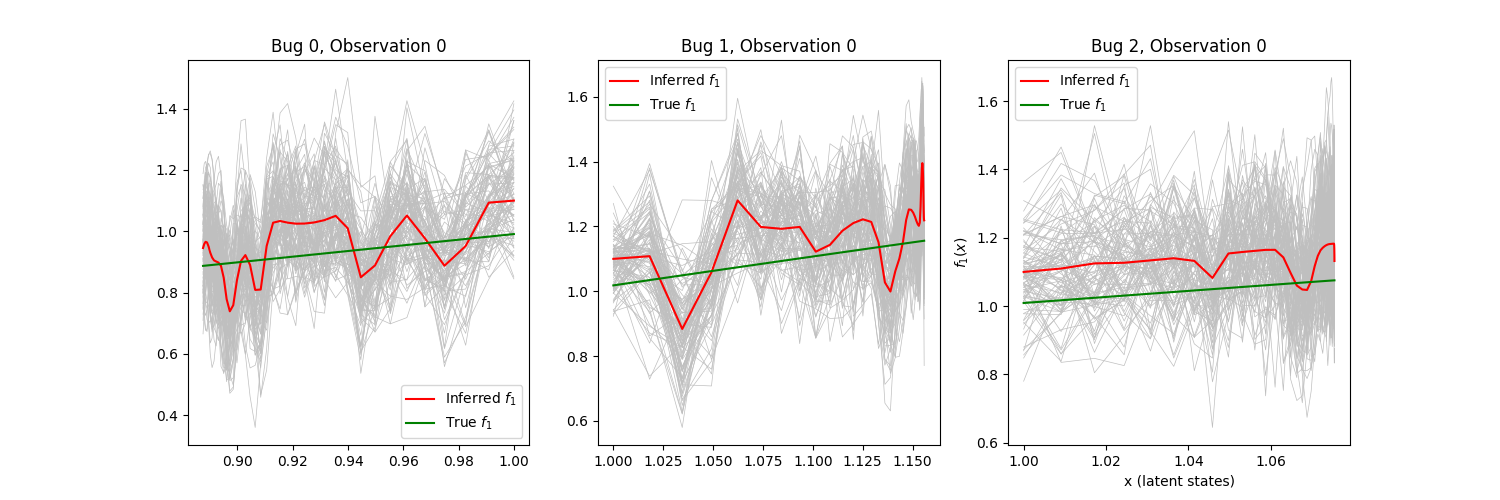 Bug 0, Observation 0
1.4
1.2
1.0
0.8
0.6
0.4
0.90 0.92 0.94 0.96 0.98 1.00
Inferred f₁
True f₁
Bug 1, Observation 0
Inferred f₁
True f₁
1.6
1.4
1.2
1.0
0.8
0.6
1.000 1.025 1.050 1.075 1.100 1.125 1.150
Bug 2, Observation 0
Inferred f₁
True f₁
f₁(x)
1.6
1.4
1.2
1.0
0.8
0.6
1.00 1.02 1.04 1.06
x (latent states)